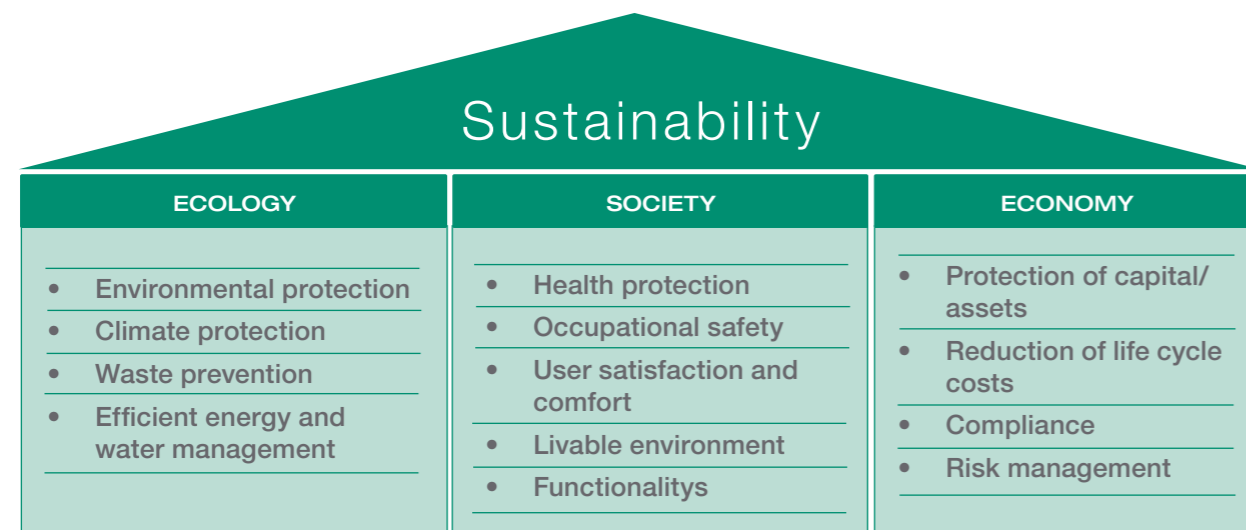 Sustainability
ECOLOGY
• Environmental protection
• Climate protection
• Waste prevention
• Efficient energy and
water management
SOCIETY
• Health protection
• Occupational safety
• User satisfaction and
comfort
• Livable environment
• Functionalitys
ECONOMY
• Protection of capital/
assets
• Reduction of life cycle
costs
• Compliance
• Risk management